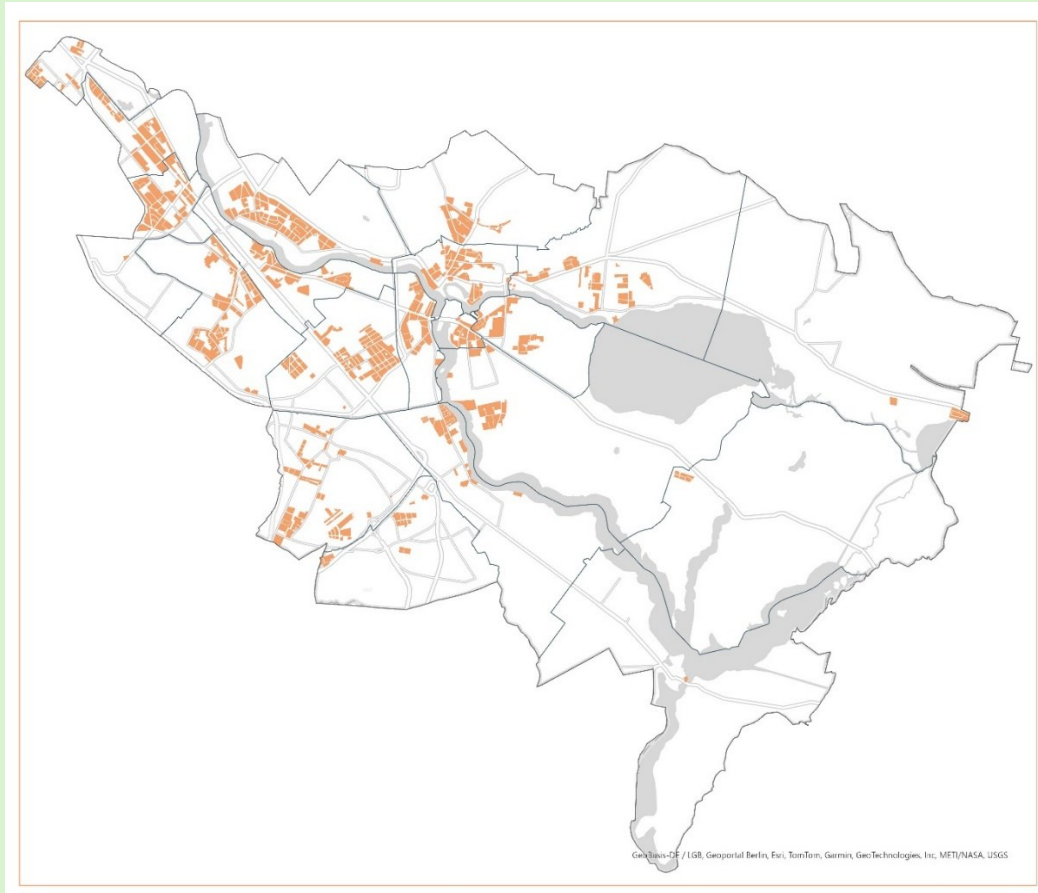 GeoBasis-DE / LGB, Geoportal Berlin, Esri, TomTom, Garmin, GeoTechnologies, Inc, METI/NASA, USGS